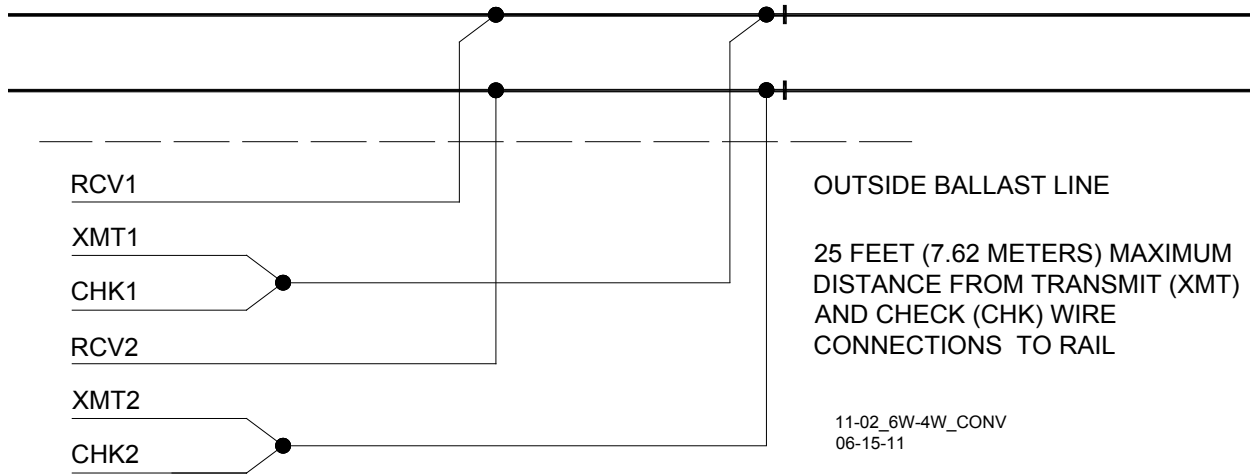 RCV1
XMT1
CHK1
RCV2
XMT2
CHK2
OUTSIDE BALLAST LINE
25 FEET (7.62 METERS) MAXIMUM
DISTANCE FROM TRANSMIT (XMT)
AND CHECK (CHK) WIRE
CONNECTIONS TO RAIL
11-02_6W-4W_CONV
06-15-11